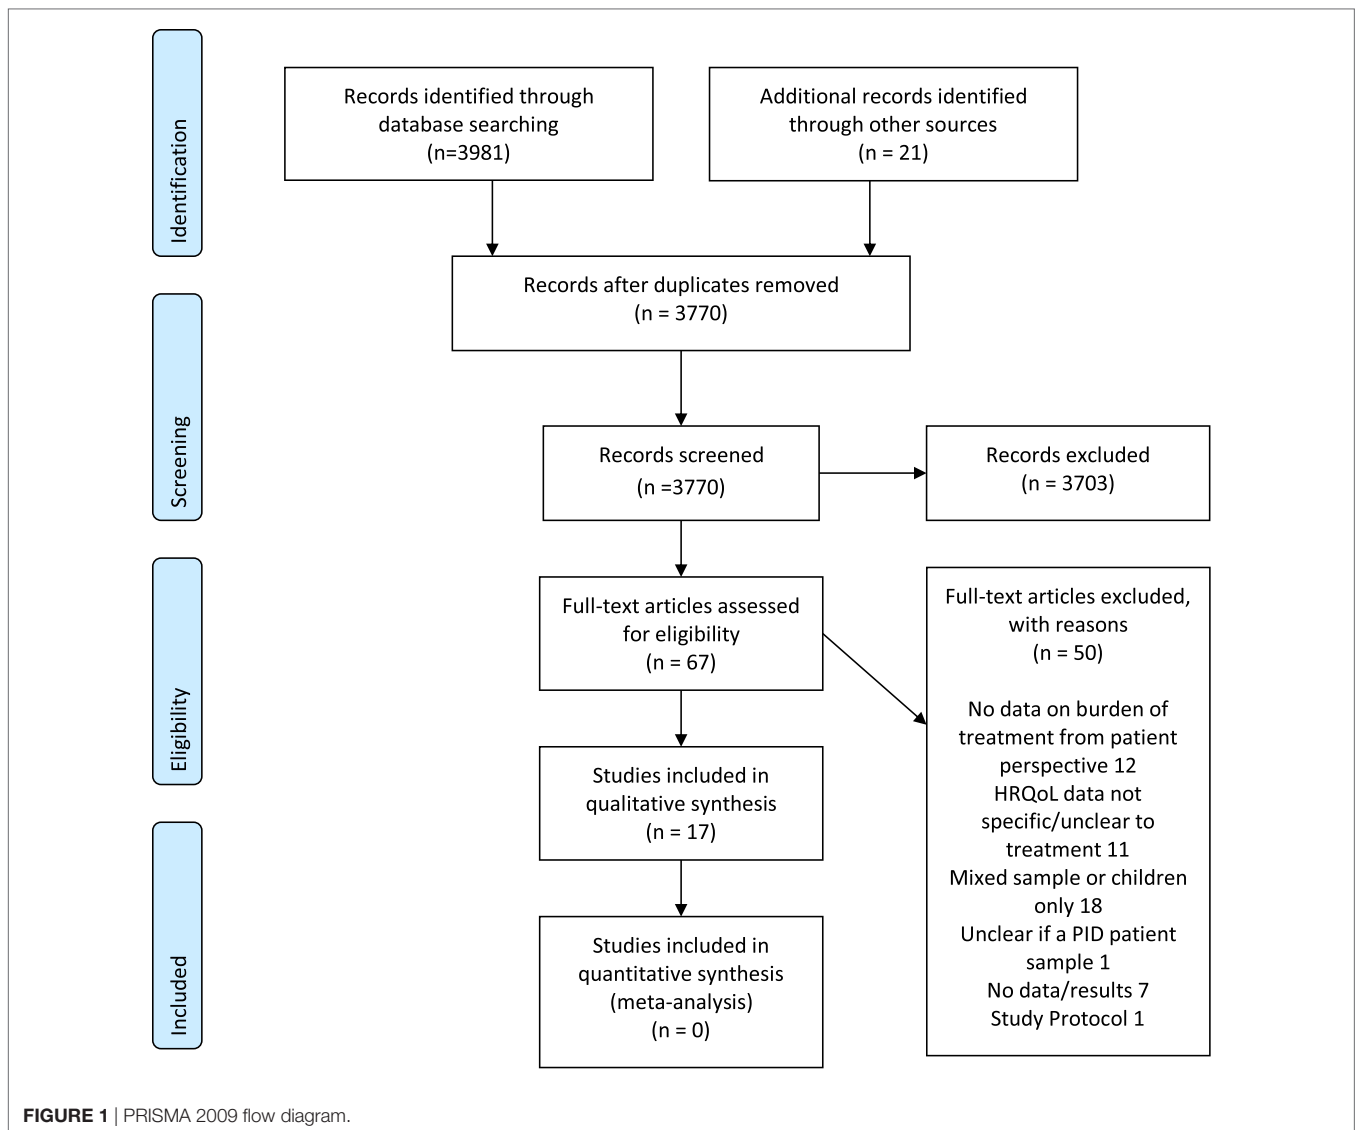 Identification
Records identified through
database searching
(n=3981)
Additional records identified
through other sources
(n = 21)
Records after duplicates removed
(n = 3770)
Screening
Records screened
(n =3770)
Records excluded
(n = 3703)
Eligibility
Full-text articles assessed
for eligibility
(n = 67)
Full-text articles excluded,
with reasons
(n = 50)
No data on burden of
treatment from patient
perspective 12
HRQoL data not
specific/unclear to
treatment 11
Mixed sample or children
only 18
Unclear if a PID patient
sample 1
No data/results 7
Study Protocol 1
Studies included in
qualitative synthesis
(n = 17)
Included
Studies included in
quantitative synthesis
(meta-analysis)
(n = 0)
FIGURE 1 | PRISMA 2009 flow diagram.